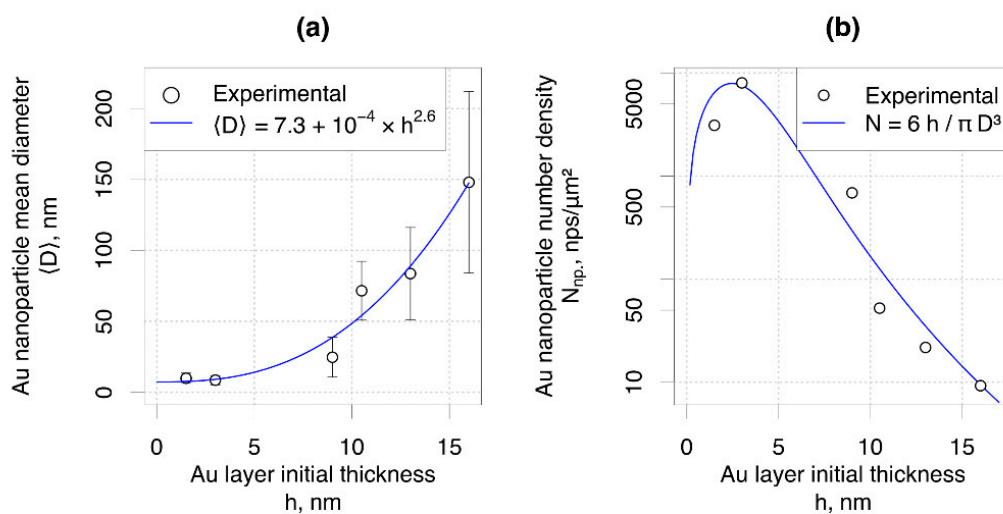 (a)
Au nanoparticle mean diameter
⟨D⟩, nm
200
150
100
50
0
Experimental
⟨D⟩ = 7.3 + 10⁻⁴ × h²·⁶
0 5 10 15
Au layer initial thickness
h, nm
(b)
Au nanoparticle number density
Nnp., nps/µm²
5000
500
50
10
Experimental
N = 6 h / π D³
0 5 10 15
Au layer initial thickness
h, nm